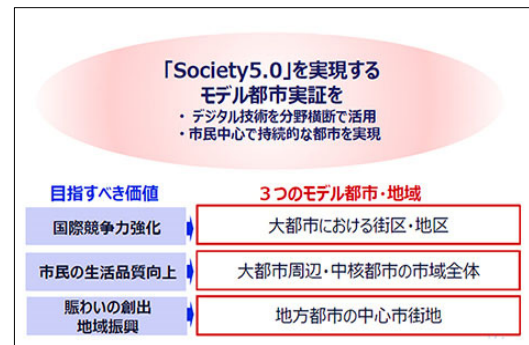 「Society5.0」を実現する
モデル都市実証を
・ デジタル技術を分野横断で活用
・ 市民中心で持続的な都市を実現
目指すべき価値
３つのモデル都市・地域
国際競争力強化
大都市における街区・地区
市民の生活品質向上
大都市周辺・中核都市の市域全体
賑わいの創出
地域振興
地方都市の中心市街地